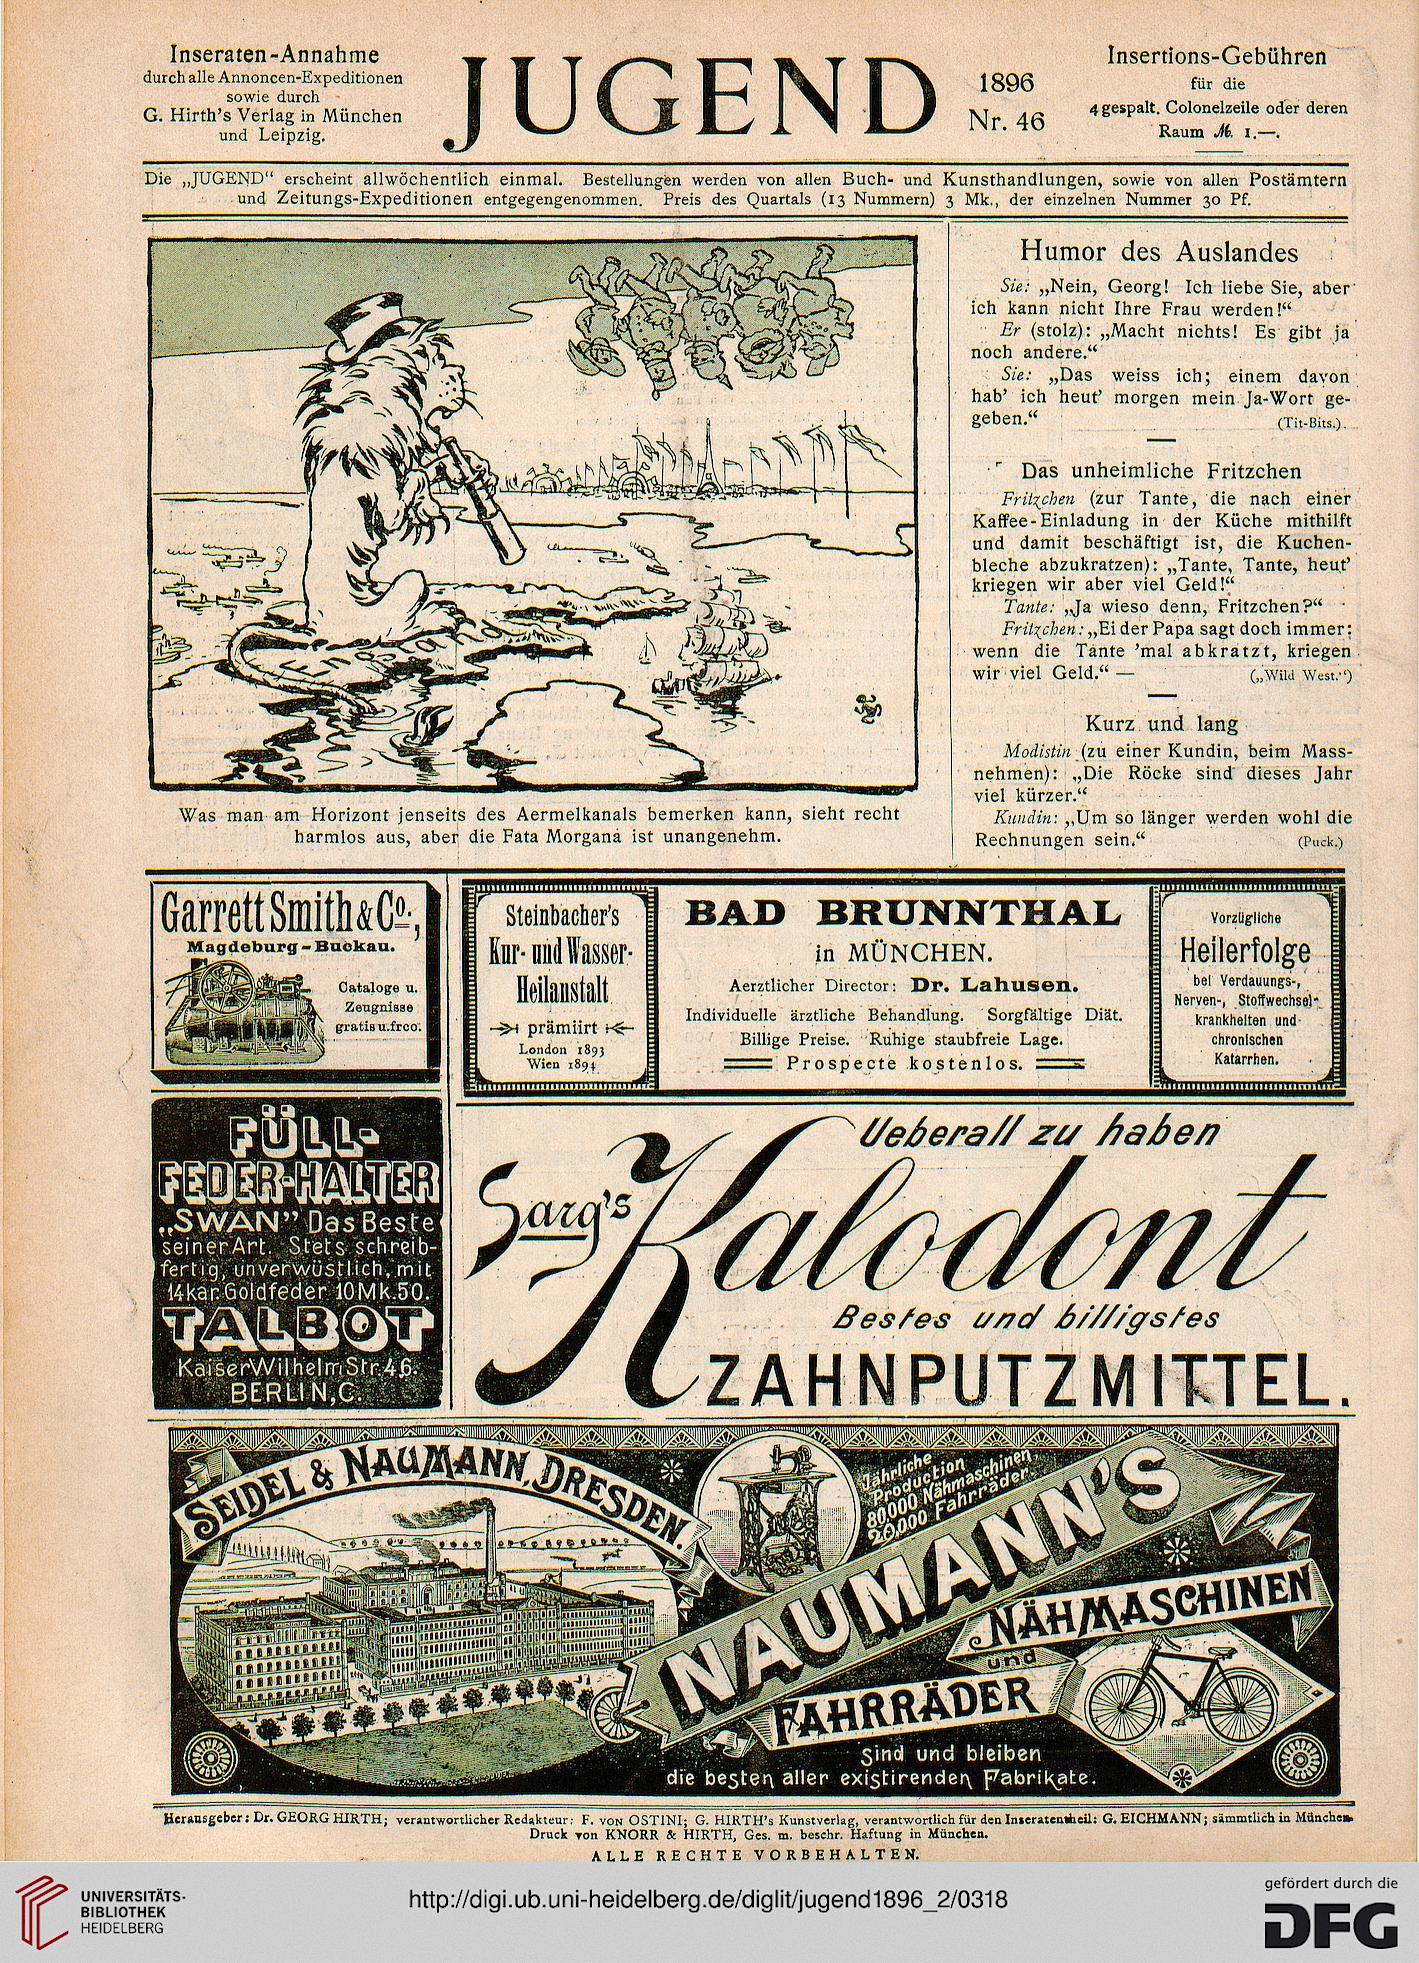 Inseraten-Annahme
durch alle Annoncen-Expeditionen
sowie durch
G. Hirth's Verlag in München
und Leipzig.
JUGEND
1896
Nr. 46
Insertions-Gebühren
für die
4 gespalt. Colonelzeile oder deren
Raum M. 1.—.
Die „JUGEND“ erscheint allwöchentlich einmal. Bestellungen werden von allen Buch- und Kunsthandlungen, sowie von allen Postämtern
und Zeitungs-Expeditionen entgegengenommen. Preis des Quartals (13 Nummern) 3 Mk., der einzelnen Nummer 30 Pf.
England
Was man am Horizont jenseits des Aermelkanals bemerken kann, sieht recht
harmlos aus, aber die Fata Morgana ist unangenehm.
Humor des Auslandes
Sie: „Nein, Georg! Ich liebe Sie, aber
ich kann nicht Ihre Frau werden!“
Er (stolz): „Macht nichts! Es gibt ja
noch andere.“
Sie: „Das weiss ich; einem davon
hab' ich heut' morgen mein Ja-Wort ge-
geben.“ (Tit-Bits.)
Das unheimliche Fritzchen
Fritzchen (zur Tante, die nach einer
Kaffee-Einladung in der Küche mithilft
und damit beschäftigt ist, die Kuchen-
bleche abzukratzen): „Tante, Tante, heut'
kriegen wir aber viel Geld!“
Tante: „Ja wieso denn, Fritzchen?“
Fritzchen: „Ei der Papa sagt doch immer:
wenn die Tante 'mal abkratzt, kriegen
wir viel Geld.“ — („Wild West.“)
Kurz und lang
Modistin (zu einer Kundin, beim Mass-
nehmen): „Die Röcke sind dieses Jahr
viel kürzer.“
Kundin: „Um so länger werden wohl die
Rechnungen sein.“ (Puck.)
Garrett Smith & Co.,
Magdeburg-Buckau.
Cataloge u.
Zeugnisse
gratis u. frco.
Steinbacher's
Kur- und Wasser-
Heilanstalt
prämiirt
London 1893
Wien 1894
BAD BRUNNTHAL
in MÜNCHEN.
Aerztlicher Director: Dr. Lahusen.
Individuelle ärztliche Behandlung. Sorgfältige Diät.
Billige Preise. Ruhige staubfreie Lage.
Prospecte kostenlos.
Vorzügliche
Heilerfolge
bei Verdauungs-,
Nerven-, Stoffwechsel-
krankheiten und
chronischen
Katarrhen.
FÜLL-
FEDER-HALTER
„SWAN” Das Beste
seiner Art. Stets schreib-
fertig, unverwüstlich, mit
14 kar. Goldfeder 10 Mk. 50.
TALBOT
Kaiser Wilhelm Str. 46.
BERLIN, C.
Ueberall zu haben
Sarg's Kalodont
Bestes und billigstes
ZAHNPUTZMITTEL.
SEIDEL & NAUMANN, DRESDEN.
Jährliche
Production
80,000 Nähmaschinen,
20,000 Fahrräder
NAUMANN'S
NÄHMASCHINEN
und
FAHRRÄDER
Sind und bleiben
die besten aller existirenden Fabrikate.
Herausgeber: Dr. GEORG HIRTH; verantwortlicher Redakteur: F. von OSTINI; G. HIRTH's Kunstverlag, verantwortlich für den Inseratentheil: G. EICHMANN; sämmtlich in München
Druck von KNORR & HIRTH, Ges. m. beschr. Haftung in München.
ALLE RECHTE VORBEHALTEN.
UNIVERSITÄTS-
BIBLIOTHEK
HEIDELBERG
http://digi.ub.uni-heidelberg.de/diglit/jugend1896_2/0318
gefördert durch die
DFG